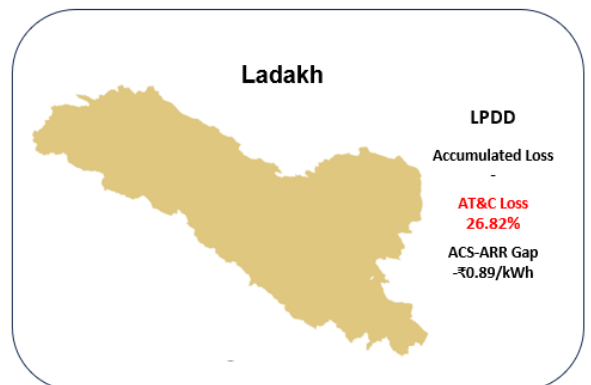 Ladakh
LPDD
Accumulated Loss
-
AT&C Loss
26.82%
ACS-ARR Gap
-₹0.89/kWh